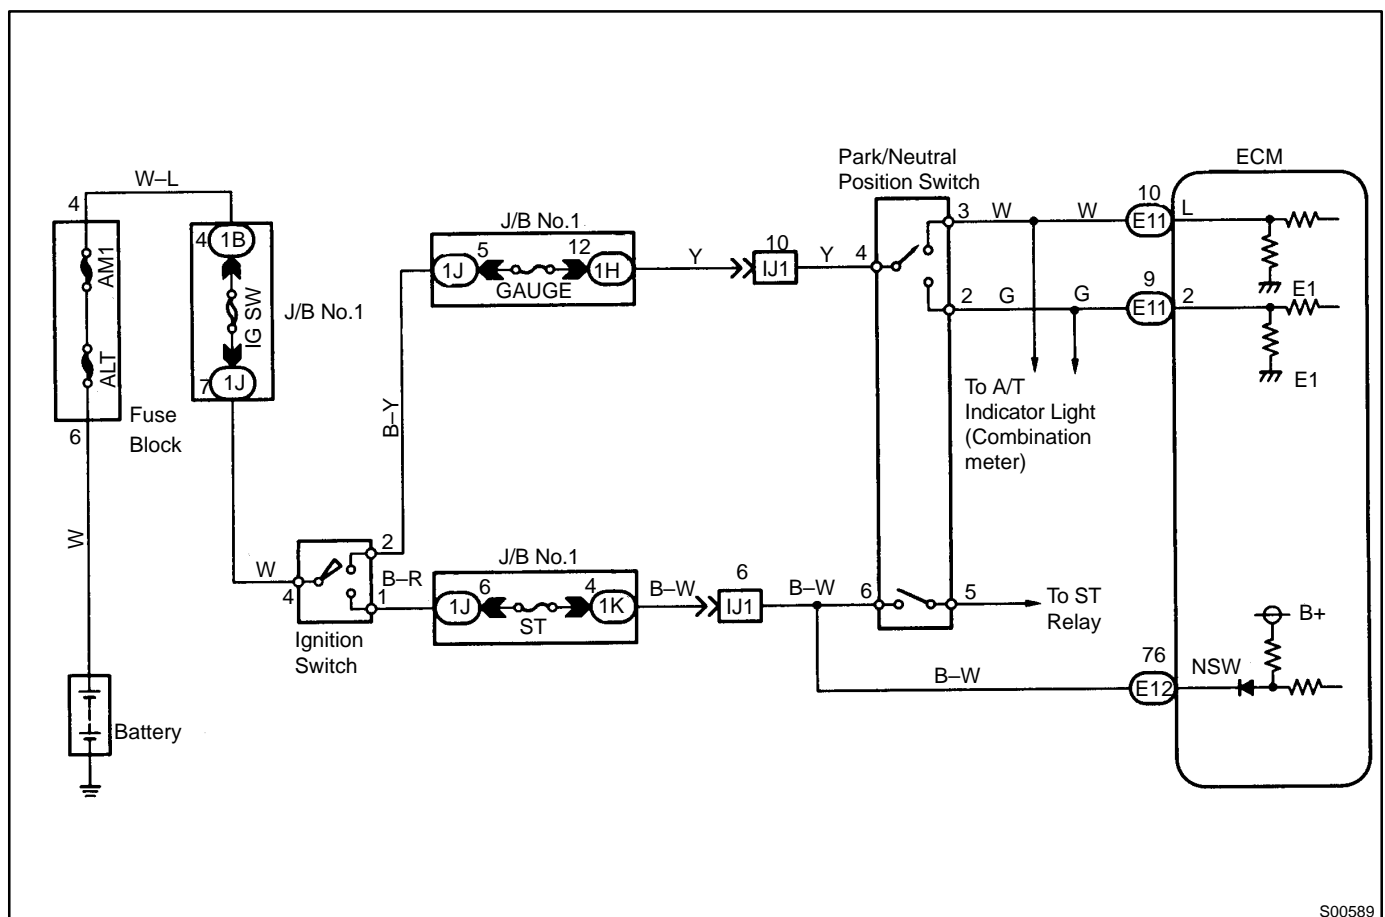 W–L
4
AM1
ALT
6
Fuse
Block
W
Battery
4
1B
IG SW
7
1J
J/B No.1
W
4
2
1
Ignition
Switch
B–Y
B–R
J/B No.1
1J
5
12
1H
GAUGE
Y
10
IJ1
Y
4
J/B No.1
1J
6
4
1K
ST
B–W
6
IJ1
B–W
6
Park/Neutral
Position Switch
3
W
W
10
E11
L
2
G
G
9
E11
2
E1
E1
To A/T
Indicator Light
(Combination
meter)
5
To ST
Relay
B–W
76
E12
NSW
B+
ECM
S00589